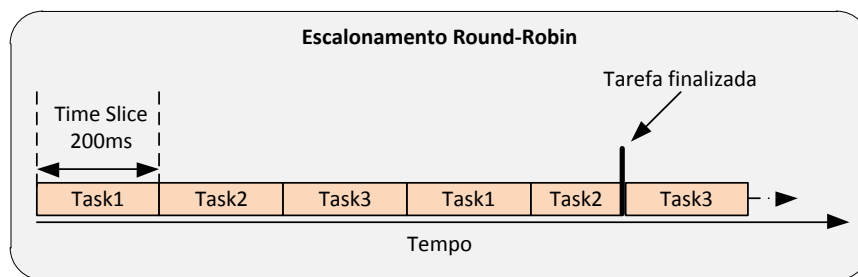 Escalonamento Round-Robin
Tarefa finalizada
Time Slice
200ms
Task1 Task2 Task3 Task1 Task2 Task3
Tempo